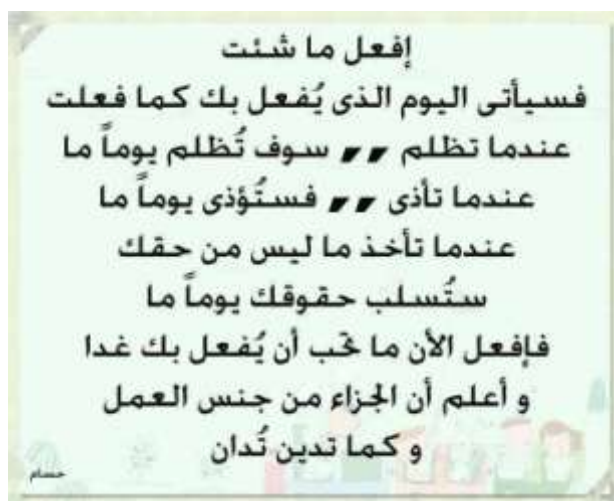 إفعل ما شئت
فسيأتى اليوم الذى يُفعل بك كما فعلت
عندما تظلم ,, سوف تُظلم يوماً ما
عندما تأذى ,, فستُؤذى يوماً ما
عندما تأخذ ما ليس من حقك
ستُسلب حقوقك يوماً ما
فإفعل الأن ما تحب أن يُفعل بك غدا
و أعلم أن الجزاء من جنس العمل
و كما تدين تُدان
حسام